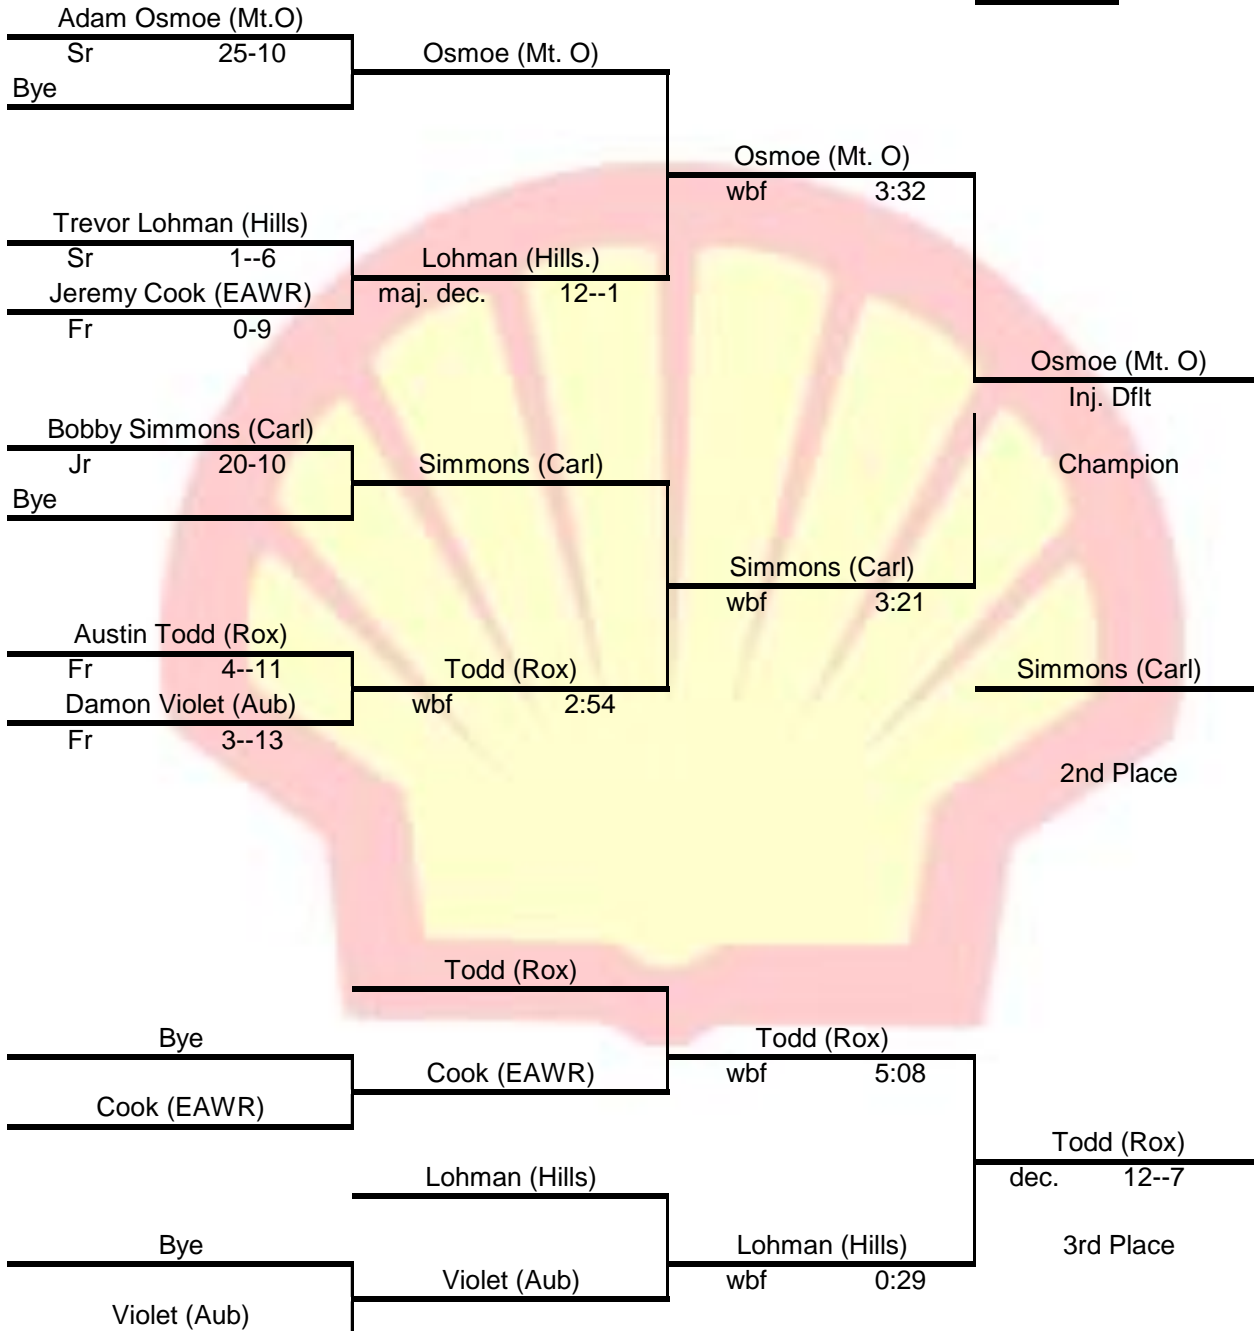 Adam Osmoe (Mt.O)
Sr 25-10
Bye
Osmoe (Mt. O)
Osmoe (Mt. O)
wbf 3:32
Trevor Lohman (Hills)
Sr 1--6
Jeremy Cook (EAWR)
Fr 0-9
Lohman (Hills.)
maj. dec. 12--1
Osmoe (Mt. O)
Inj. Dflt
Champion
Bobby Simmons (Carl)
Jr 20-10
Bye
Simmons (Carl)
Simmons (Carl)
wbf 3:21
Austin Todd (Rox)
Fr 4--11
Damon Violet (Aub)
Fr 3--13
Todd (Rox)
wbf 2:54
Simmons (Carl)
2nd Place
Todd (Rox)
Bye
Cook (EAWR)
Cook (EAWR)
Todd (Rox)
wbf 5:08
Todd (Rox)
dec. 12--7
3rd Place
Lohman (Hills)
Bye
Violet (Aub)
Violet (Aub)
Lohman (Hills)
wbf 0:29